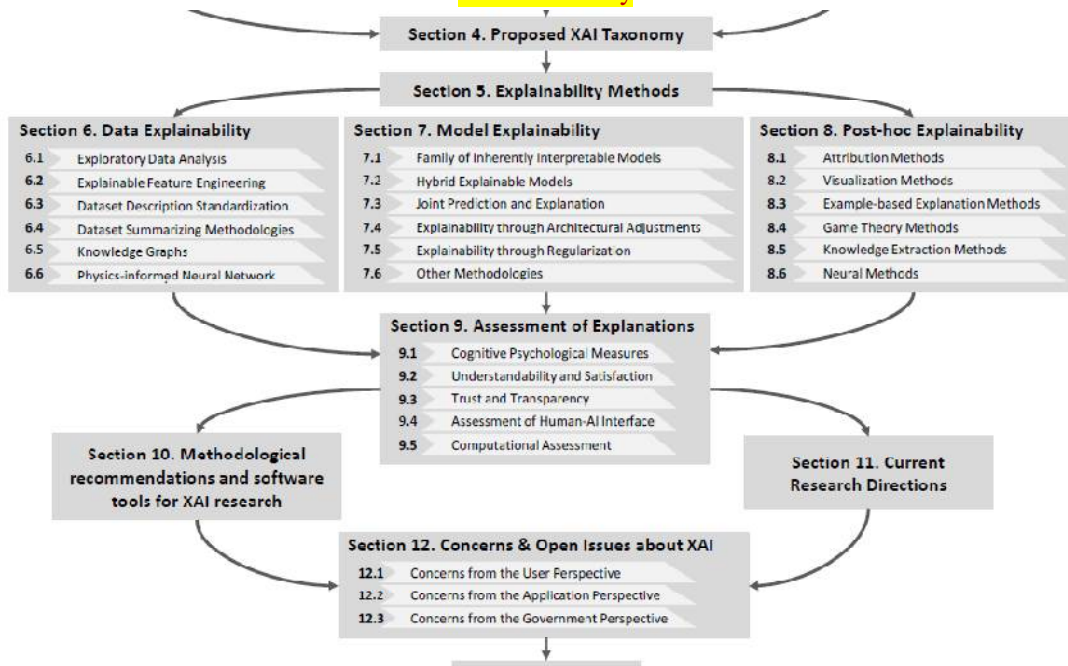 Section 4. Proposed XAI Taxonomy
Section 5. Explainability Methods
Section 6. Data Explainability
6.1 Exploratory Data Analysis
6.2 Explainable Feature Engineering
6.3 Dataset Description Standardization
6.4 Dataset Summarizing Methodologies
6.5 Knowledge Graphs
6.6 Physics-informed Neural Network
Section 7. Model Explainability
7.1 Family of Inherently Interpretable Models
7.2 Hybrid Explainable Models
7.3 Joint Prediction and Explanation
7.4 Explainability through Architectural Adjustments
7.5 Explainability through Regularization
7.6 Other Methodologies
Section 8. Post-hoc Explainability
8.1 Attribution Methods
8.2 Visualization Methods
8.3 Example-based Explanation Methods
8.4 Game Theory Methods
8.5 Knowledge Extraction Methods
8.6 Neural Methods
Section 9. Assessment of Explanations
9.1 Cognitive Psychological Measures
9.2 Understandability and Satisfaction
9.3 Trust and Transparency
9.4 Assessment of Human-AI Interface
9.5 Computational Assessment
Section 10. Methodological
recommendations and software
tools for XAI research
Section 11. Current
Research Directions
Section 12. Concerns & Open Issues about XAI
12.1 Concerns from the User Perspective
12.2 Concerns from the Application Perspective
12.3 Concerns from the Government Perspective